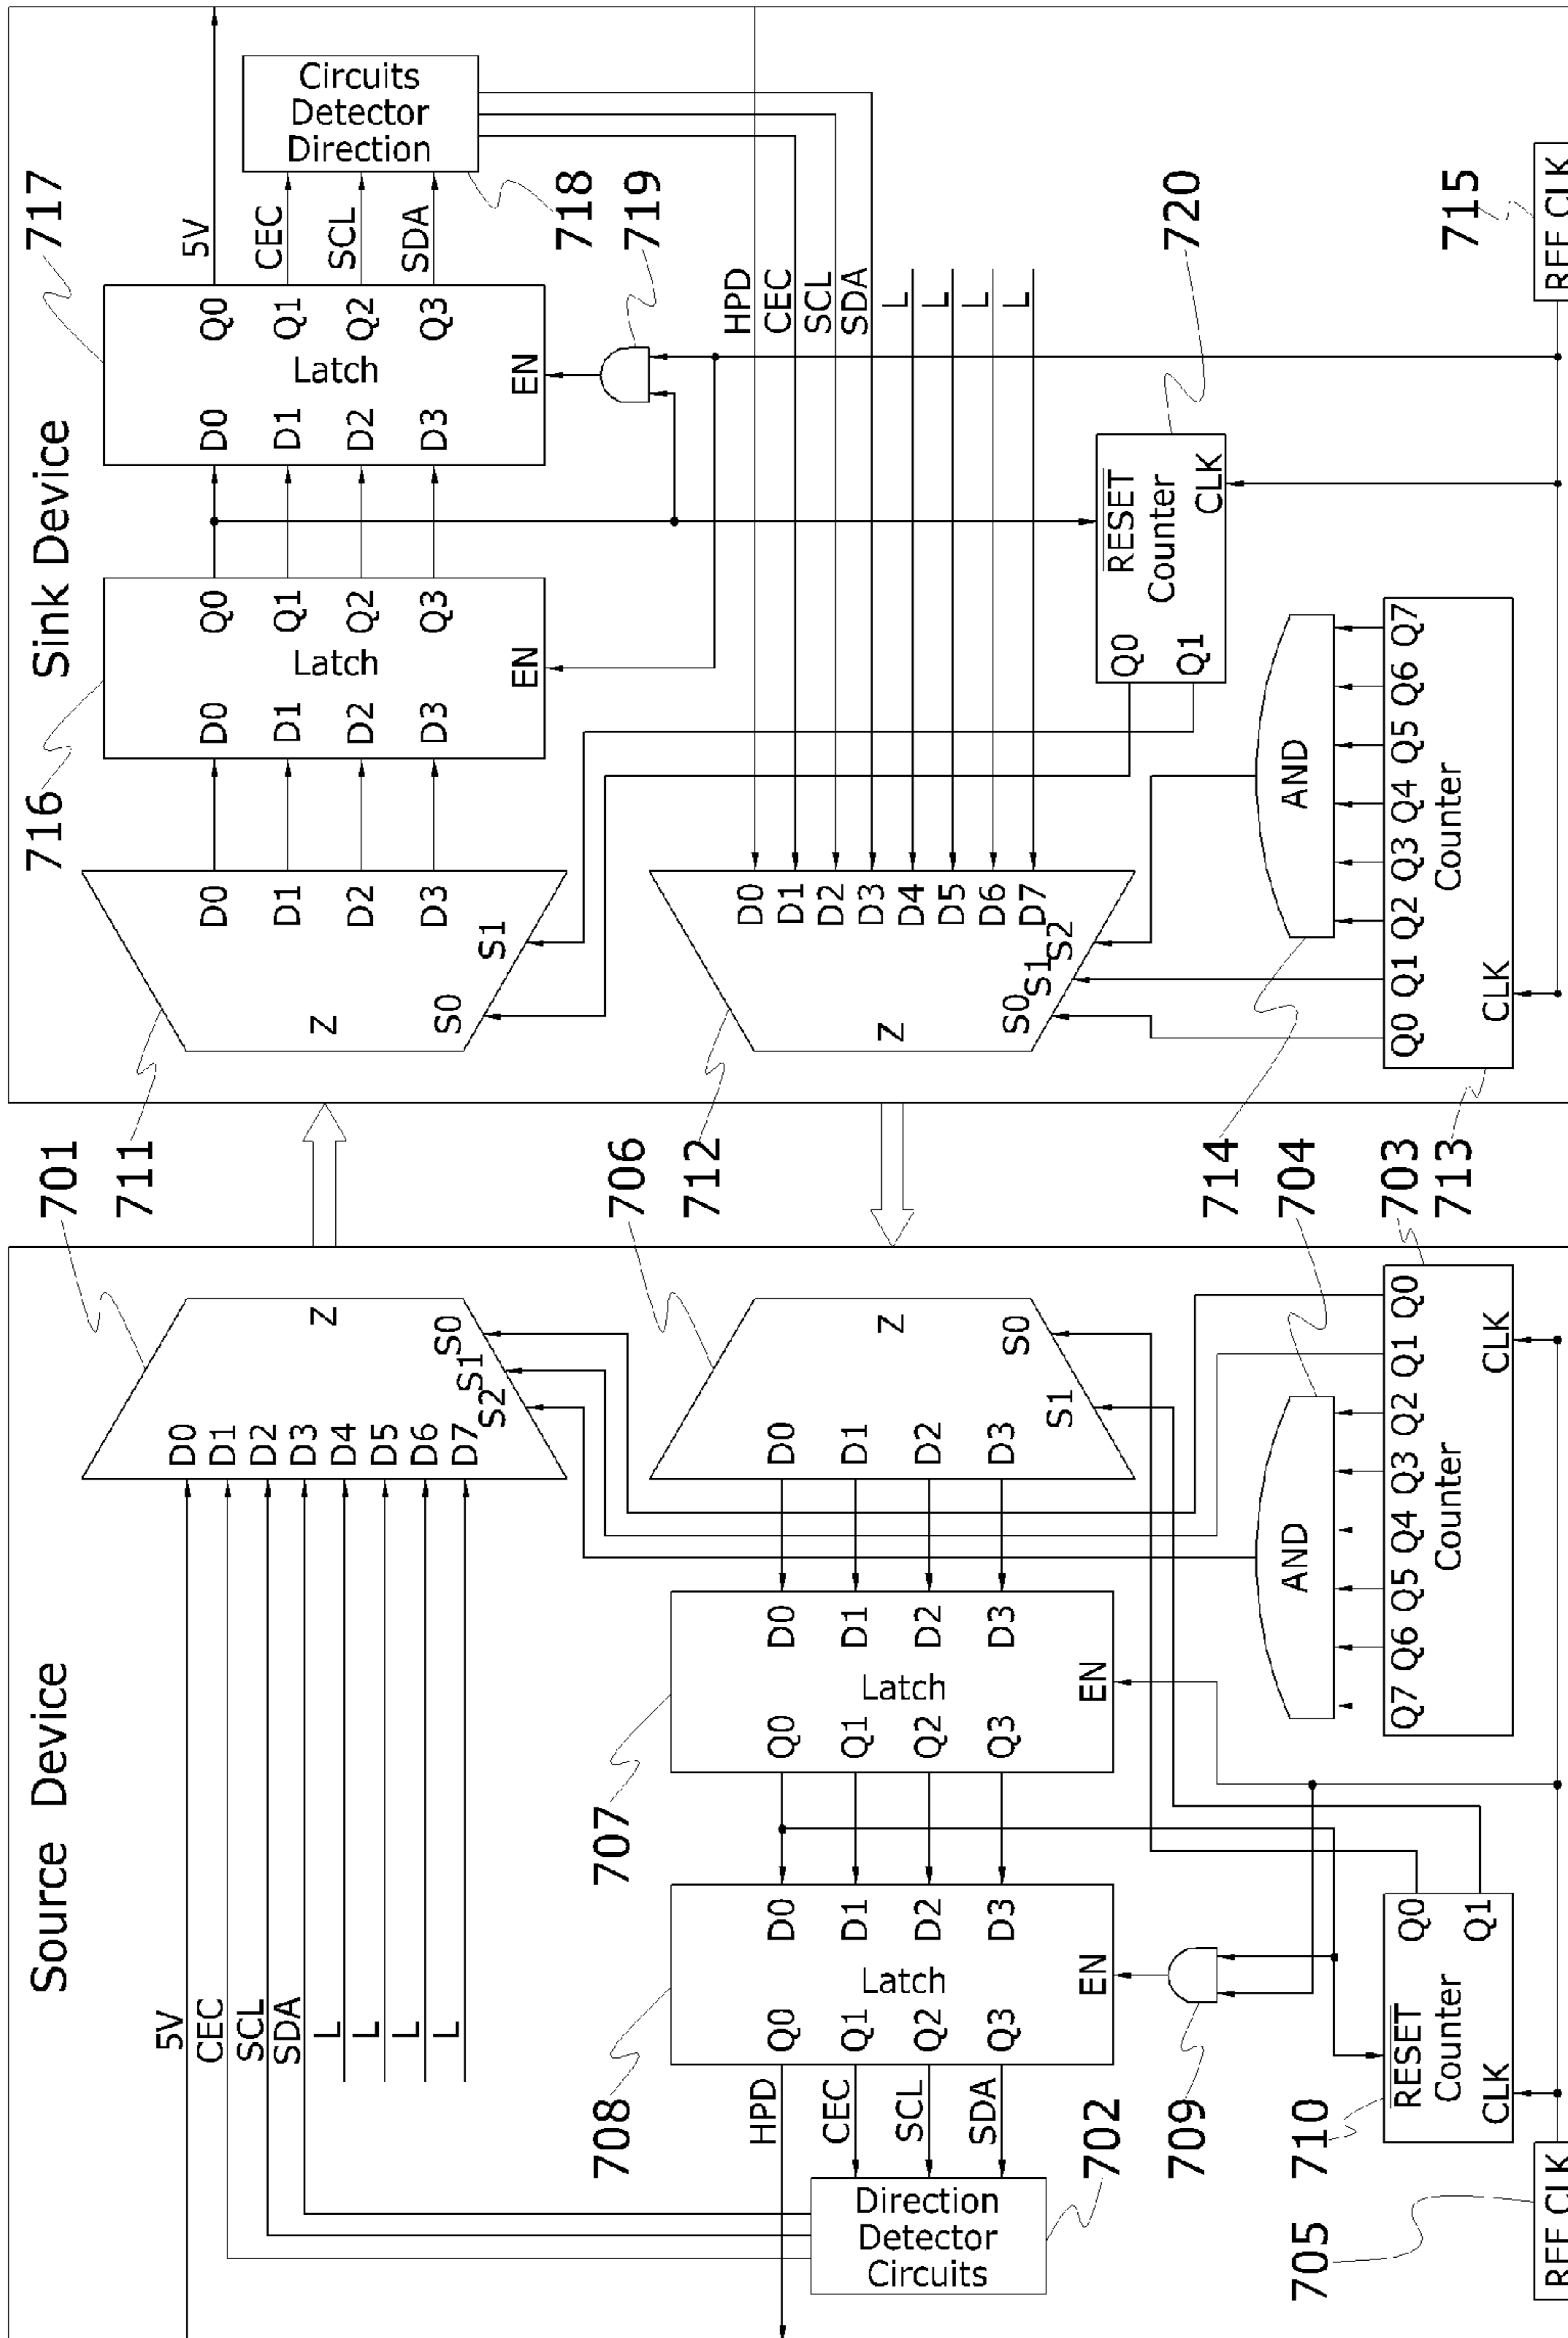 Source Device
5V
CEC
SCL
SDA
L
L
L
L
D0
D1
D2
D3
D4
D5
D6
D7
S2
S1
S0
Z
701
HPD
CEC
SCL
SDA
708
Q0
Q1
Q2
Q3
Latch
D0
D1
D2
D3
EN
707
Q0
Q1
Q2
Q3
Latch
D0
D1
D2
D3
EN
D0
D1
D2
D3
S1
S0
Z
706
Direction
Detector
Circuits
702
709
710
RESET
Counter
CLK
Q0
Q1
AND
704
Q7 Q6 Q5 Q4 Q3 Q2 Q1 Q0
Counter
CLK
703
705
REF CLK
Sink Device
711
Z
S0
S1
D0
D1
D2
D3
716
D0
D1
D2
D3
Latch
Q0
Q1
Q2
Q3
EN
717
D0
D1
D2
D3
Latch
Q0
Q1
Q2
Q3
EN
5V
CEC
SCL
SDA
Circuits
Detector
Direction
718
719
712
Z
S0
S1
S2
D0
D1
D2
D3
D4
D5
D6
D7
HPD
CEC
SCL
SDA
L
L
L
L
720
RESET
Counter
CLK
Q0
Q1
714
AND
Q0 Q1 Q2 Q3 Q4 Q5 Q6 Q7
Counter
CLK
713
715
REF CLK